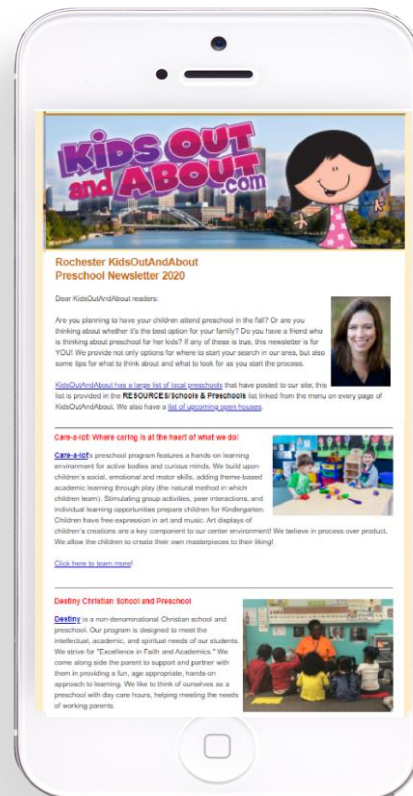 KIDS OUT
and ABOUT
.com
Rochester KidsOutAndAbout
Preschool Newsletter 2020
Dear KidsOutAndAbout readers:
Are you planning to have your children attend preschool in the fall? Or are you
thinking about whether it's the best option for your family? Do you have a friend who
is thinking about preschool for her kids? If any of these is true, this newsletter is for
YOU! We provide not only options for where to start your search in our area, but also
some tips for what to think about and what to look for as you start the process.
KidsOutAndAbout has a large list of local preschools that have posted to our site; this
list is provided in the RESOURCES/Schools & Preschools list linked from the menu on every page of
KidsOutAndAbout. We also have a list of upcoming open houses.
Care-a-lot! Where caring is at the heart of what we do!
Care-a-lot's preschool program features a hands-on learning
environment for active bodies and curious minds. We build upon
children's social, emotional and motor skills, adding theme-based
academic learning through play (the natural method in which
children learn). Stimulating group activities, peer interactions, and
individual learning opportunities prepare children for Kindergarten.
Children have free expression in art and music. Art displays of
children's creations are a key component to our center environment! We believe in process over product.
We allow the children to create their own masterpieces to their liking!
Click here to learn more!
Destiny Christian School and Preschool
Destiny is a non-denominational Christian school and
preschool. Our program is designed to meet the
intellectual, academic, and spiritual needs of our students.
We strive for "Excellence in Faith and Academics." We
come along side the parent to support and partner with
them in providing a fun, age appropriate, hands-on
approach to learning. We like to think of ourselves as a
preschool with day care hours, helping meeting the needs
of working parents.